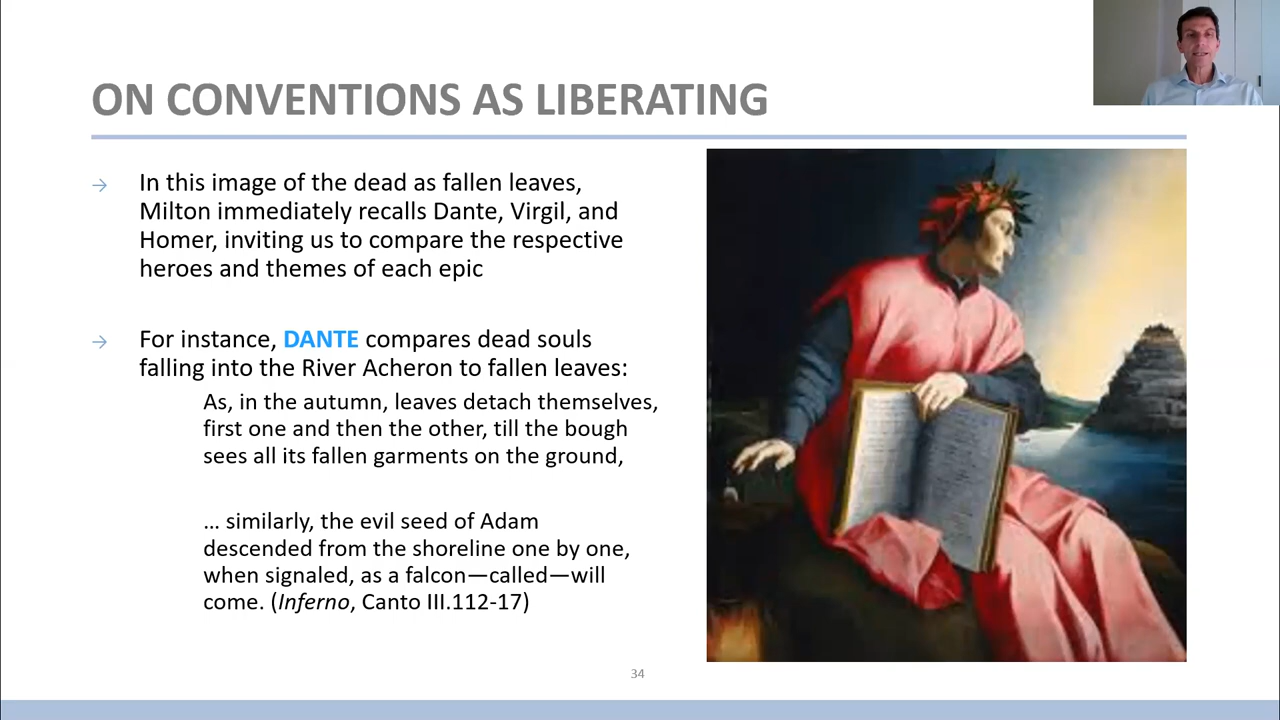 ON CONVENTIONS AS LIBERATING
→ In this image of the dead as fallen leaves,
Milton immediately recalls Dante, Virgil, and
Homer, inviting us to compare the respective
heroes and themes of each epic
→ For instance, DANTE compares dead souls
falling into the River Acheron to fallen leaves:
As, in the autumn, leaves detach themselves,
first one and then the other, till the bough
sees all its fallen garments on the ground,
… similarly, the evil seed of Adam
descended from the shoreline one by one,
when signaled, as a falcon—called—will
come. (Inferno, Canto III.112-17)
34